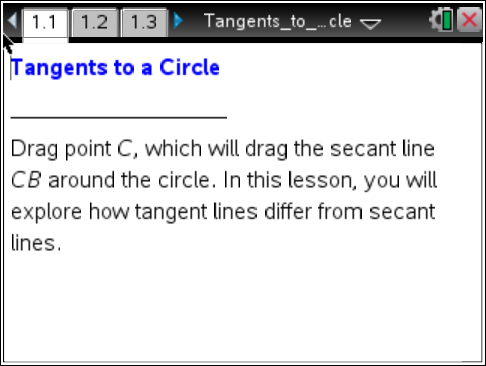 1.1 1.2 1.3 Tangents_to_...cle
Tangents to a Circle
Drag point C, which will drag the secant line
CB around the circle. In this lesson, you will
explore how tangent lines differ from secant
lines.